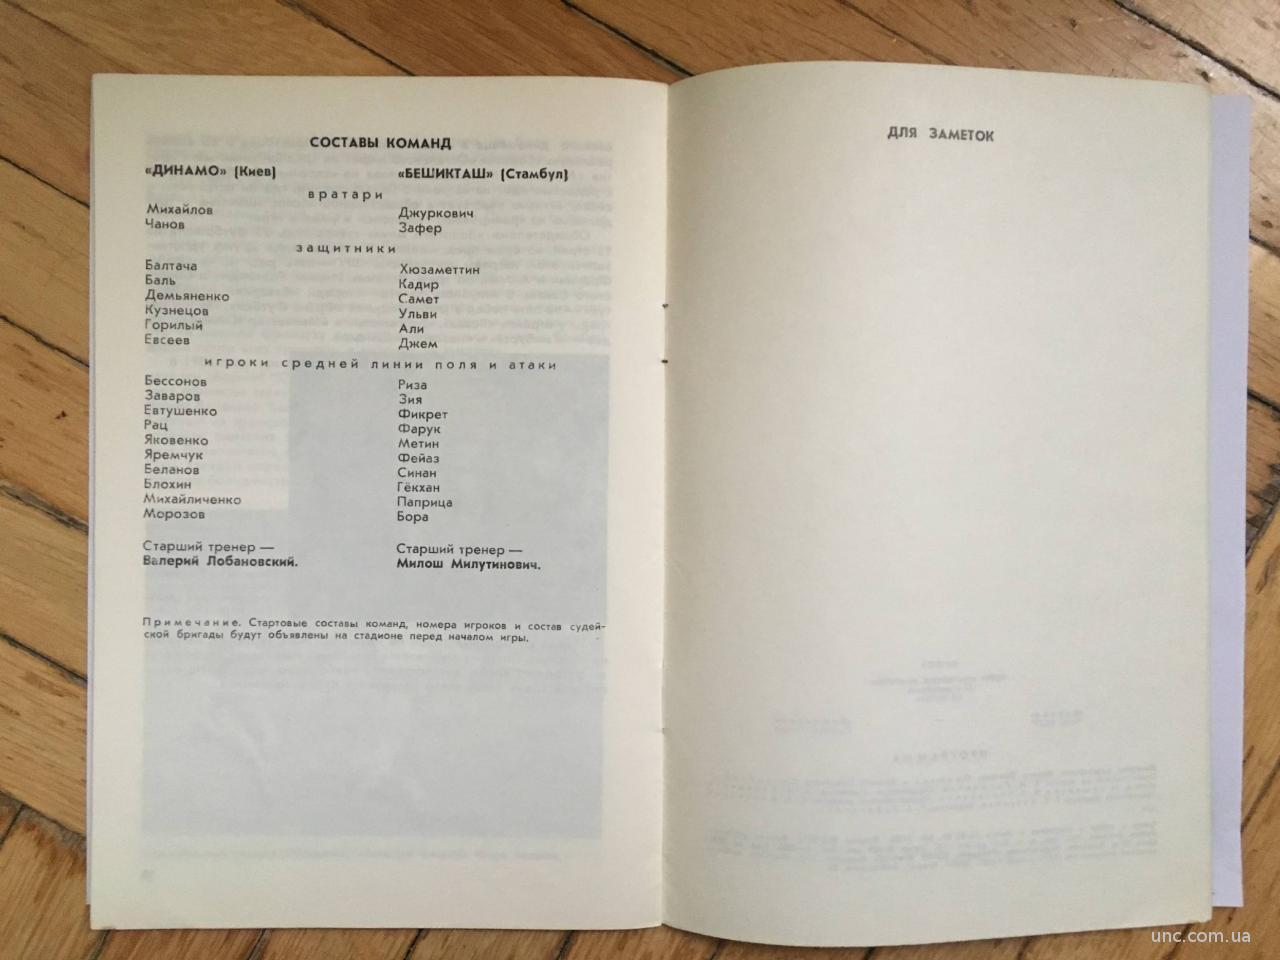 СОСТАВЫ КОМАНД
«ДИНАМО» (Киев) «БЕШИКТАШ» (Стамбул)
вратари
Михайлов Джуркович
Чанов Зафер
защитники
Балтача Хюзаметтин
Баль Кадир
Демьяненко Самет
Кузнецов Ульви
Горилый Али
Евсеев Джем
игроки средней линии поля и атаки
Бессонов Риза
Заваров Зия
Евтушенко Фикрет
Рац Фарук
Яковенко Метин
Яремчук Фейаз
Беланов Синан
Блохин Гёкхан
Михайличенко Паприца
Морозов Бора
Старший тренер — Старший тренер —
Валерий Лобановский. Милош Милутинович.
Примечание. Стартовые составы команд, номера игроков и состав судей-
ской бригады будут объявлены на стадионе перед началом игры.
ДЛЯ ЗАМЕТОК
unc.com.ua